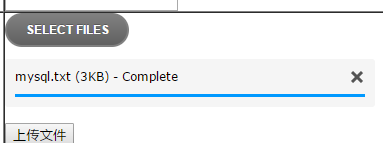 SELECT FILES
mysql.txt (3KB) - Complete
上传文件